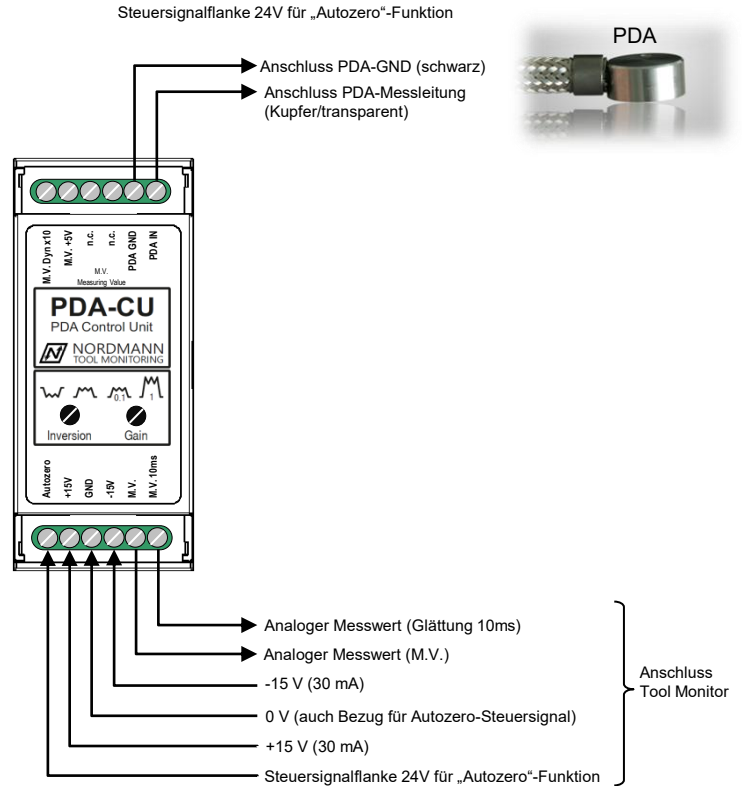 Steuersignalflanke 24V für „Autozero“-Funktion
PDA
Anschluss PDA-GND (schwarz)
Anschluss PDA-Messleitung
(Kupfer/transparent)
M.V. Dyn x10
M.V. +5V
n.c.
n.c.
PDA GND
PDA IN
M.V.
Measuring Value
PDA-CU
PDA Control Unit
NORDMANN
TOOL MONITORING
0.1
1
Inversion
Gain
Autozero
+15V
GND
-15V
M.V.
M.V. 10ms
Analoger Messwert (Glättung 10ms)
Analoger Messwert (M.V.)
-15 V (30 mA)
0 V (auch Bezug für Autozero-Steuersignal)
+15 V (30 mA)
Steuersignalflanke 24V für „Autozero“-Funktion
Anschluss
Tool Monitor